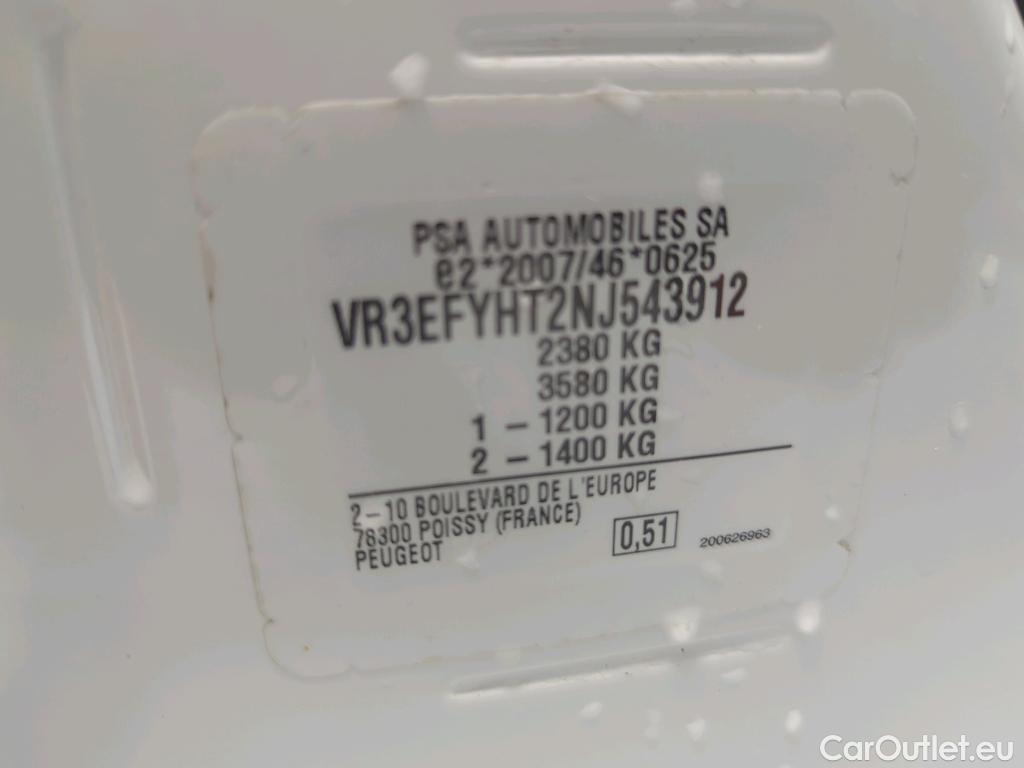 PSA AUTOMOBILES SA
e2*2007/46*0625
VR3EFYHT2NJ543912
2380 KG
3580 KG
1 - 1200 KG
2 - 1400 KG
2-10 BOULEVARD DE L'EUROPE
78300 POISSY (FRANCE)
PEUGEOT
0,51
200626963
CarOutlet.eu